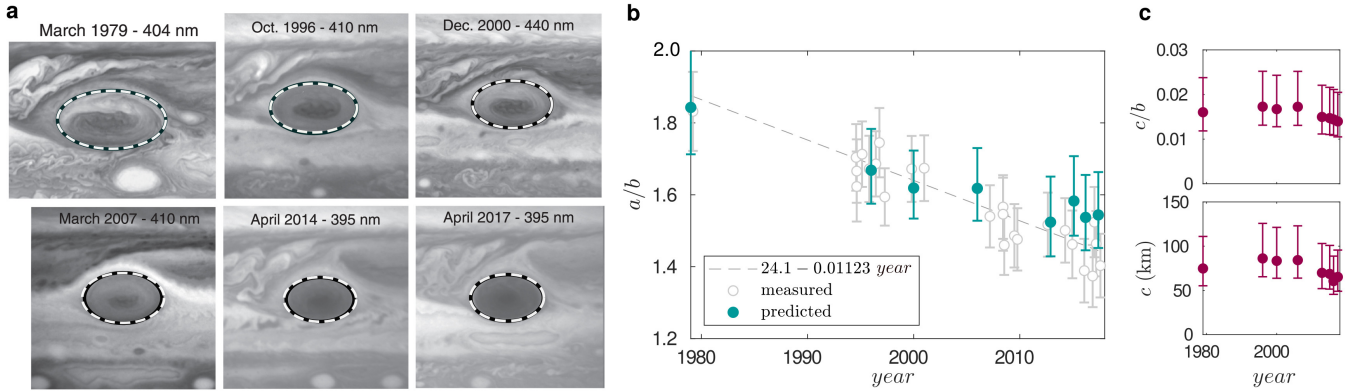 a
March 1979 - 404 nm
Oct. 1996 - 410 nm
Dec. 2000 - 440 nm
March 2007 - 410 nm
April 2014 - 395 nm
April 2017 - 395 nm
b
2.0
1.8
1.6
1.4
1.2
a/b
1980
1990
2000
2010
year
24.1 − 0.01123 year
measured
predicted
c
0.03
0.02
0.01
0
c/b
1980
2000
150
100
50
0
c (km)
1980
2000
year